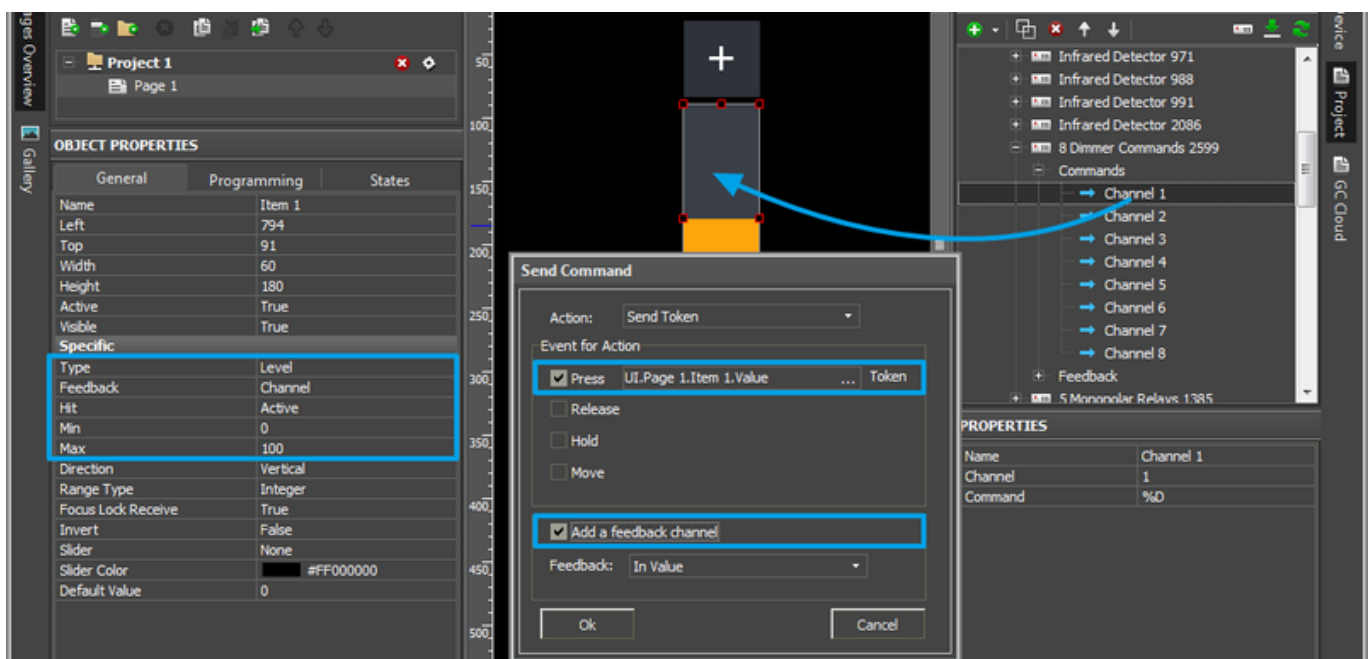 ages Overview
Gallery
Project 1
Page 1
OBJECT PROPERTIES
General Programming States
Name Item 1
Left 794
Top 91
Width 60
Height 180
Active True
Visible True
Specific
Type Level
Feedback Channel
Hit Active
Min 0
Max 100
Direction Vertical
Range Type Integer
Focus Lock Receive True
Invert False
Slider None
Slider Color #FF000000
Default Value 0
50
100
150
200
250
300
350
400
450
500
+
Send Command
Action: Send Token
Event for Action
Press UI.Page 1.Item 1.Value ... Token
Release
Hold
Move
Add a feedback channel
Feedback: In Value
Ok Cancel
Infrared Detector 971
Infrared Detector 988
Infrared Detector 991
Infrared Detector 2086
8 Dimmer Commands 2599
Commands
Channel 1
Channel 2
Channel 3
Channel 4
Channel 5
Channel 6
Channel 7
Channel 8
Feedback
5 Monopolar Relays 1385
PROPERTIES
Name Channel 1
Channel 1
Command %D
evice
Project
GC Cloud